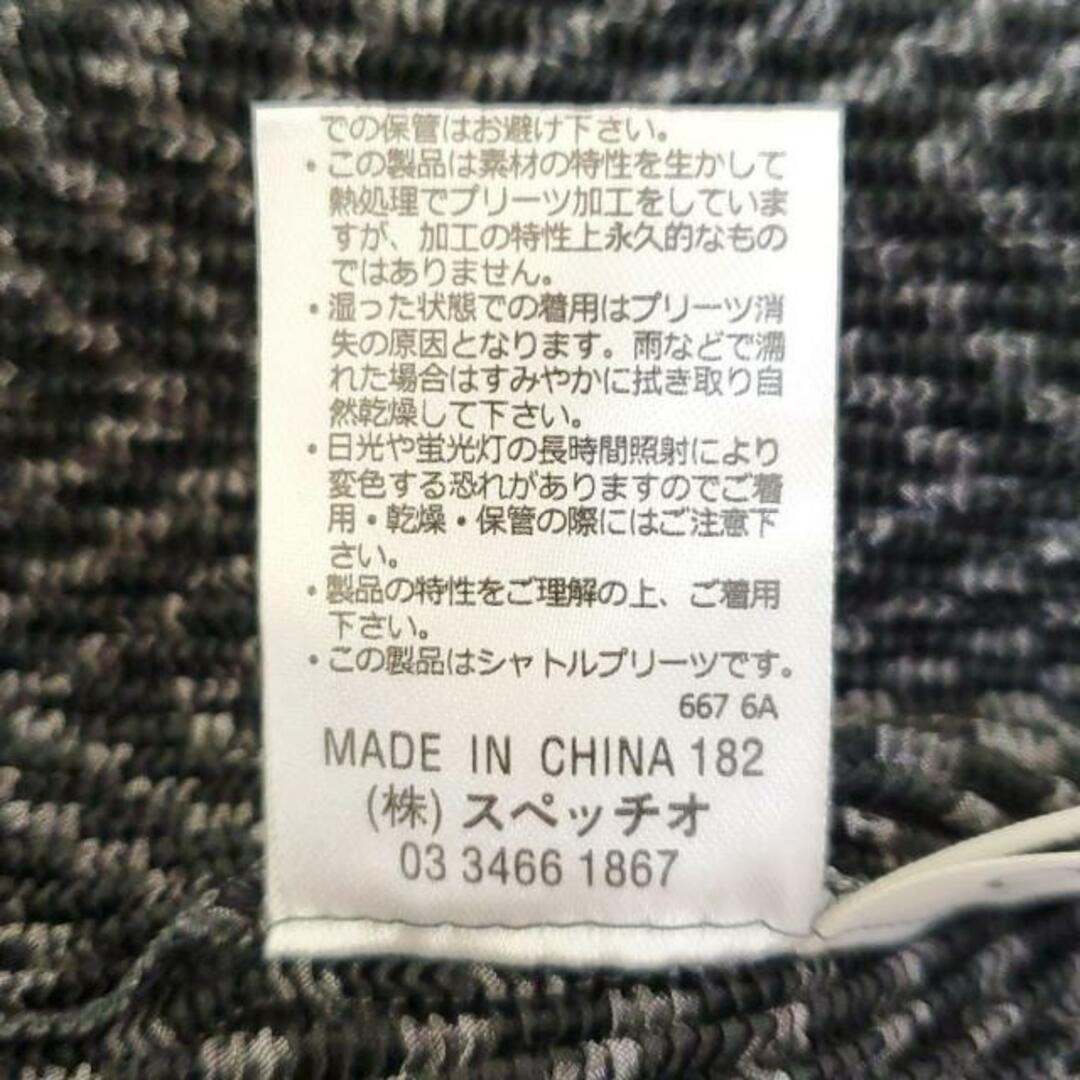 での保管はお避け下さい。
・この製品は素材の特性を生かして
熱処理でプリーツ加工をしていま
すが、加工の特性上永久的なもの
ではありません。
・湿った状態での着用はプリーツ消
失の原因となります。雨などで濡
れた場合はすみやかに拭き取り自
然乾燥して下さい。
・日光や蛍光灯の長時間照射により
変色する恐れがありますのでご着
用・乾燥・保管の際にはご注意下
さい。
・製品の特性をご理解の上、ご着用
下さい。
・この製品はシャトルプリーツです。
667 6A
MADE IN CHINA 182
(株) スペッチオ
03 3466 1867